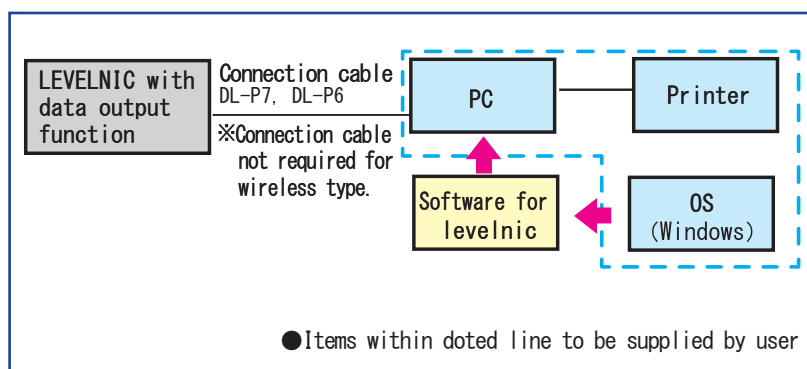 LEVELNIC with
data output
function
Connection cable
DL-P7, DL-P6
※Connection cable
not required for
wireless type.
PC
Printer
Software for
levelnic
OS
(Windows)
●Items within doted line to be supplied by user